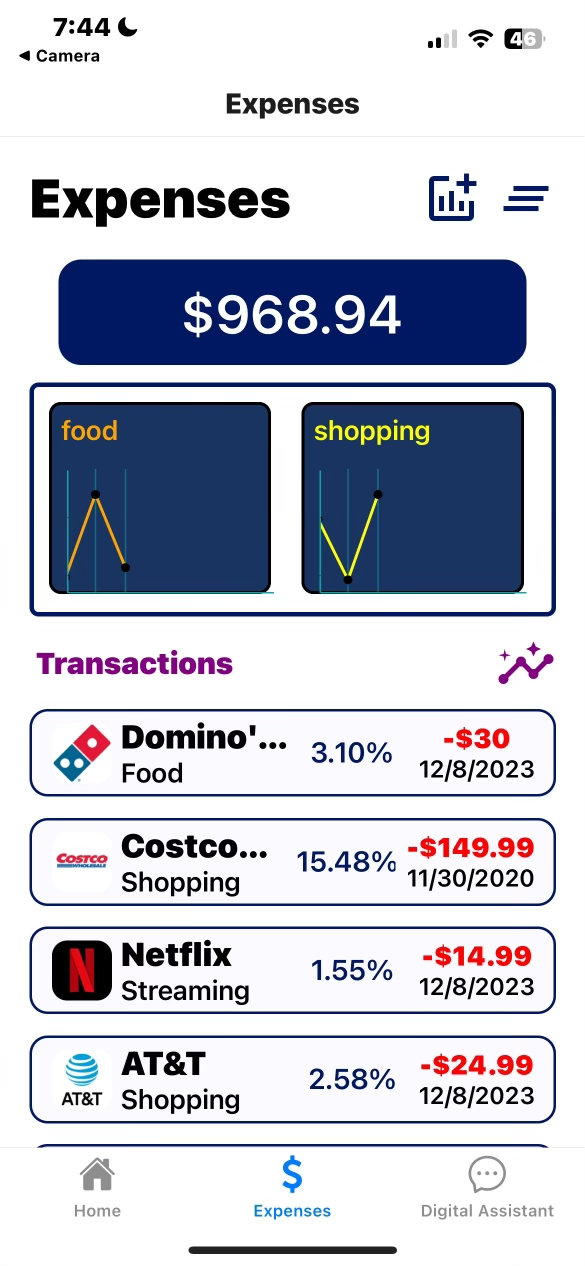 7:44
46
◀ Camera
Expenses
Expenses
$968.94
food
shopping
Transactions
Domino'...
Food
3.10%
-$30
12/8/2023
COSTCO
WHOLESALE
Costco...
Shopping
15.48%
-$149.99
11/30/2020
N
Netflix
Streaming
1.55%
-$14.99
12/8/2023
AT&T
AT&T
Shopping
2.58%
-$24.99
12/8/2023
$
Home
Expenses
Digital Assistant